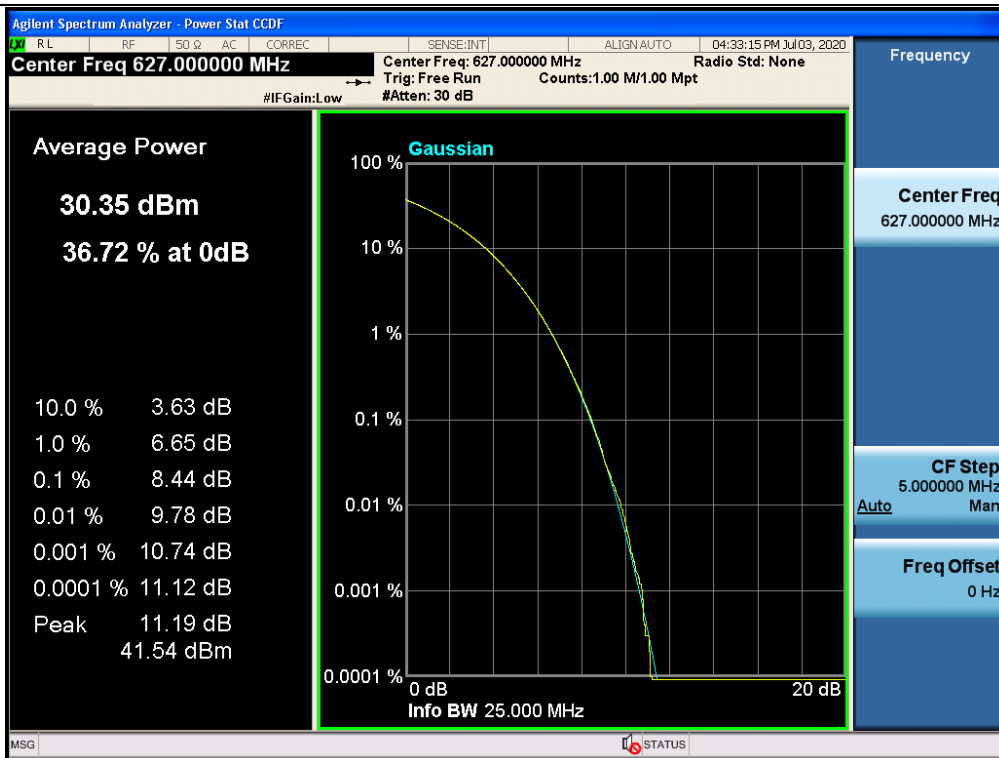 Agilent Spectrum Analyzer - Power Stat CCDF
LXI RL RF 50 Ω AC CORREC SENSE:INT ALIGN AUTO 04:33:15 PM Jul 03, 2020
Center Freq 627.000000 MHz
Center Freq: 627.000000 MHz Radio Std: None
Trig: Free Run Counts:1.00 M/1.00 Mpt
#IFGain:Low #Atten: 30 dB
Average Power
30.35 dBm
36.72 % at 0dB
10.0 % 3.63 dB
1.0 % 6.65 dB
0.1 % 8.44 dB
0.01 % 9.78 dB
0.001 % 10.74 dB
0.0001 % 11.12 dB
Peak 11.19 dB
41.54 dBm
Gaussian
100 %
10 %
1 %
0.1 %
0.01 %
0.001 %
0.0001 %
0 dB 20 dB
Info BW 25.000 MHz
Frequency
Center Freq
627.000000 MHz
CF Step
5.000000 MHz
Auto Man
Freq Offset
0 Hz
MSG STATUS